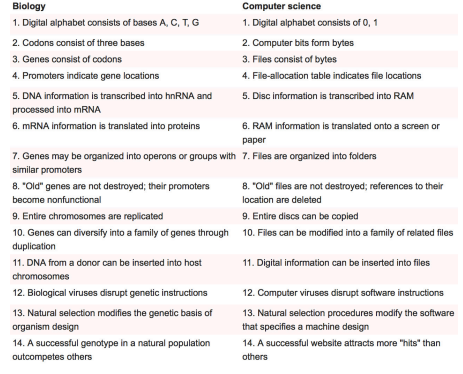 Biology Computer science
1. Digital alphabet consists of bases A, C, T, G 1. Digital alphabet consists of 0, 1
2. Codons consist of three bases 2. Computer bits form bytes
3. Genes consist of codons 3. Files consist of bytes
4. Promoters indicate gene locations 4. File-allocation table indicates file locations
5. DNA information is transcribed into hnRNA and 5. Disc information is transcribed into RAM
processed into mRNA
6. mRNA information is translated into proteins 6. RAM information is translated onto a screen or
paper
7. Genes may be organized into operons or groups with 7. Files are organized into folders
similar promoters
8. "Old" genes are not destroyed; their promoters 8. "Old" files are not destroyed; references to their
become nonfunctional location are deleted
9. Entire chromosomes are replicated 9. Entire discs can be copied
10. Genes can diversify into a family of genes through 10. Files can be modified into a family of related files
duplication
11. DNA from a donor can be inserted into host 11. Digital information can be inserted into files
chromosomes
12. Biological viruses disrupt genetic instructions 12. Computer viruses disrupt software instructions
13. Natural selection modifies the genetic basis of 13. Natural selection procedures modify the software
organism design that specifies a machine design
14. A successful genotype in a natural population 14. A successful website attracts more "hits" than
outcompetes others others